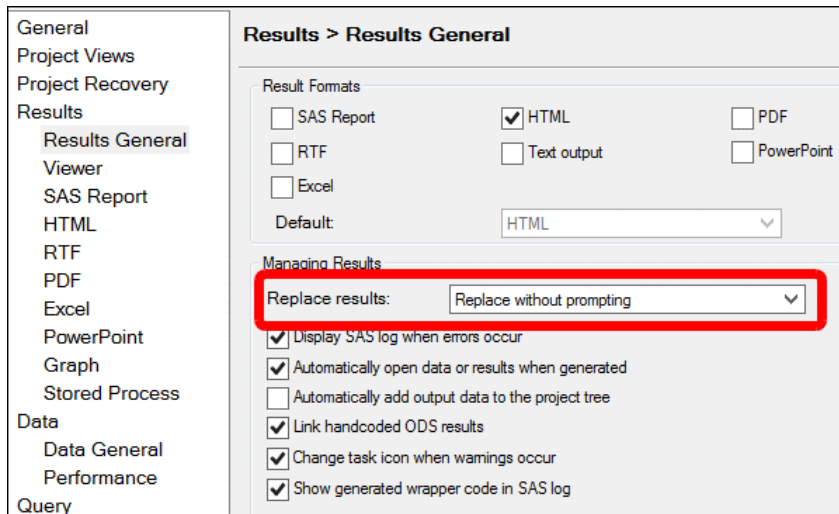 General
Project Views
Project Recovery
Results
Results General
Viewer
SAS Report
HTML
RTF
PDF
Excel
PowerPoint
Graph
Stored Process
Data
Data General
Performance
Query
Results > Results General
Result Formats
SAS Report HTML PDF
RTF Text output PowerPoint
Excel
Default: HTML
Managing Results
Replace results: Replace without prompting
Display SAS log when errors occur
Automatically open data or results when generated
Automatically add output data to the project tree
Link handcoded ODS results
Change task icon when warnings occur
Show generated wrapper code in SAS log